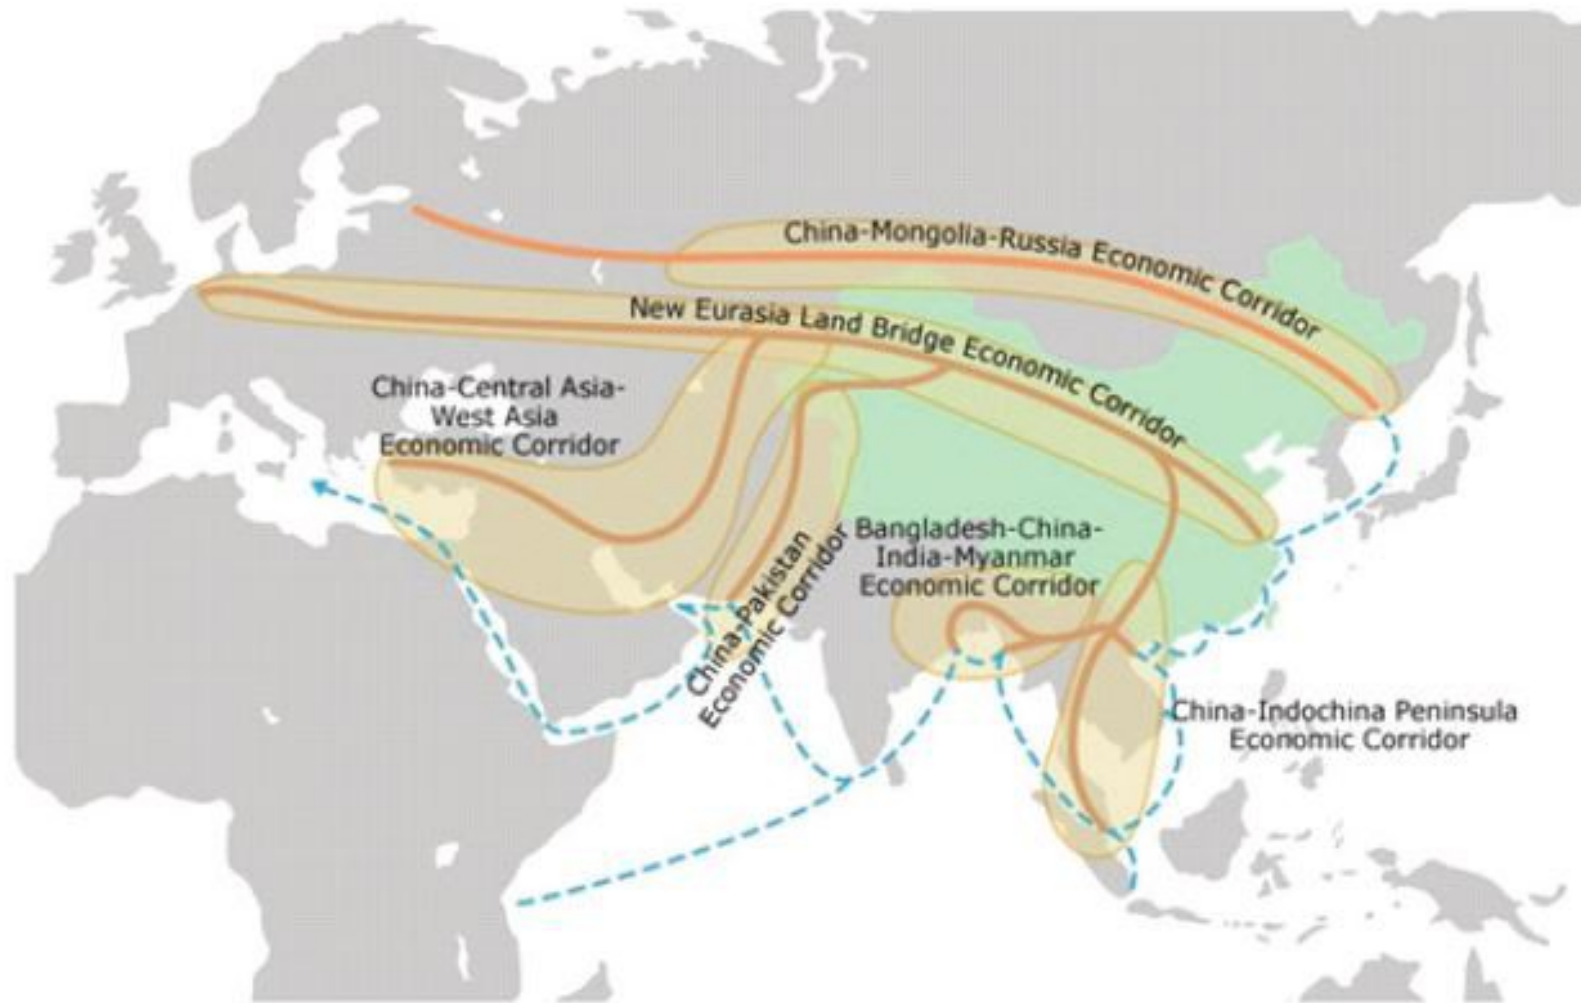 China-Mongolia-Russia Economic Corridor
New Eurasia Land Bridge Economic Corridor
China-Central Asia-
West Asia
Economic Corridor
China-Pakistan
Economic Corridor
Bangladesh-China-
India-Myanmar
Economic Corridor
China-Indochina Peninsula
Economic Corridor